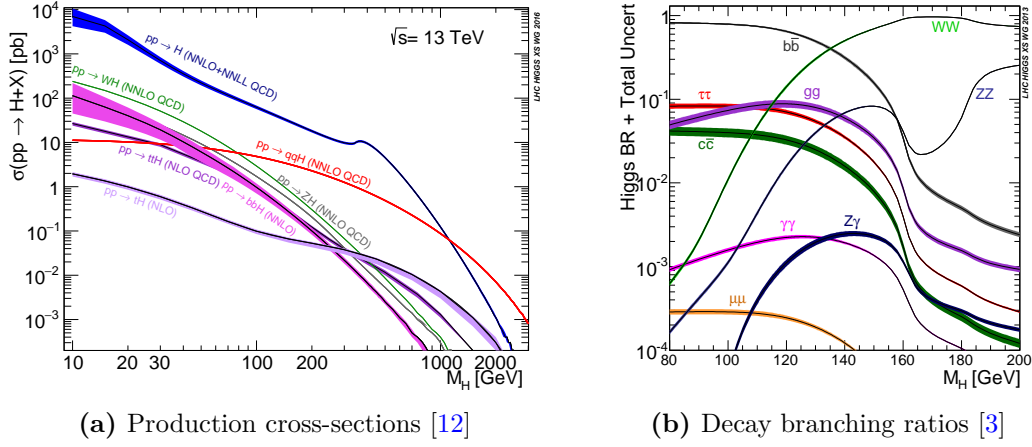 σ(pp → H+X) [pb]
10⁴
10³
10²
10
1
10⁻¹
10⁻²
10⁻³
10
20
30
100
200
1000
2000
M_H [GeV]
√s= 13 TeV
LHC HIGGS XS WG 2016
pp → H (NNLO+NNLL QCD)
pp → WH (NNLO QCD)
pp → qqH (NNLO QCD)
pp → ttH (NLO QCD)
pp → bbH (NNLO)
pp → ZH (NNLO QCD)
pp → tH (NLO)
(a) Production cross-sections [12]
Higgs BR + Total Uncert
1
10⁻¹
10⁻²
10⁻³
10⁻⁴
80
100
120
140
160
180
200
M_H [GeV]
LHC HIGGS XS WG 2013
WW
bb̄
gg
ZZ
ττ
cc̄
γγ
Zγ
μμ
(b) Decay branching ratios [3]